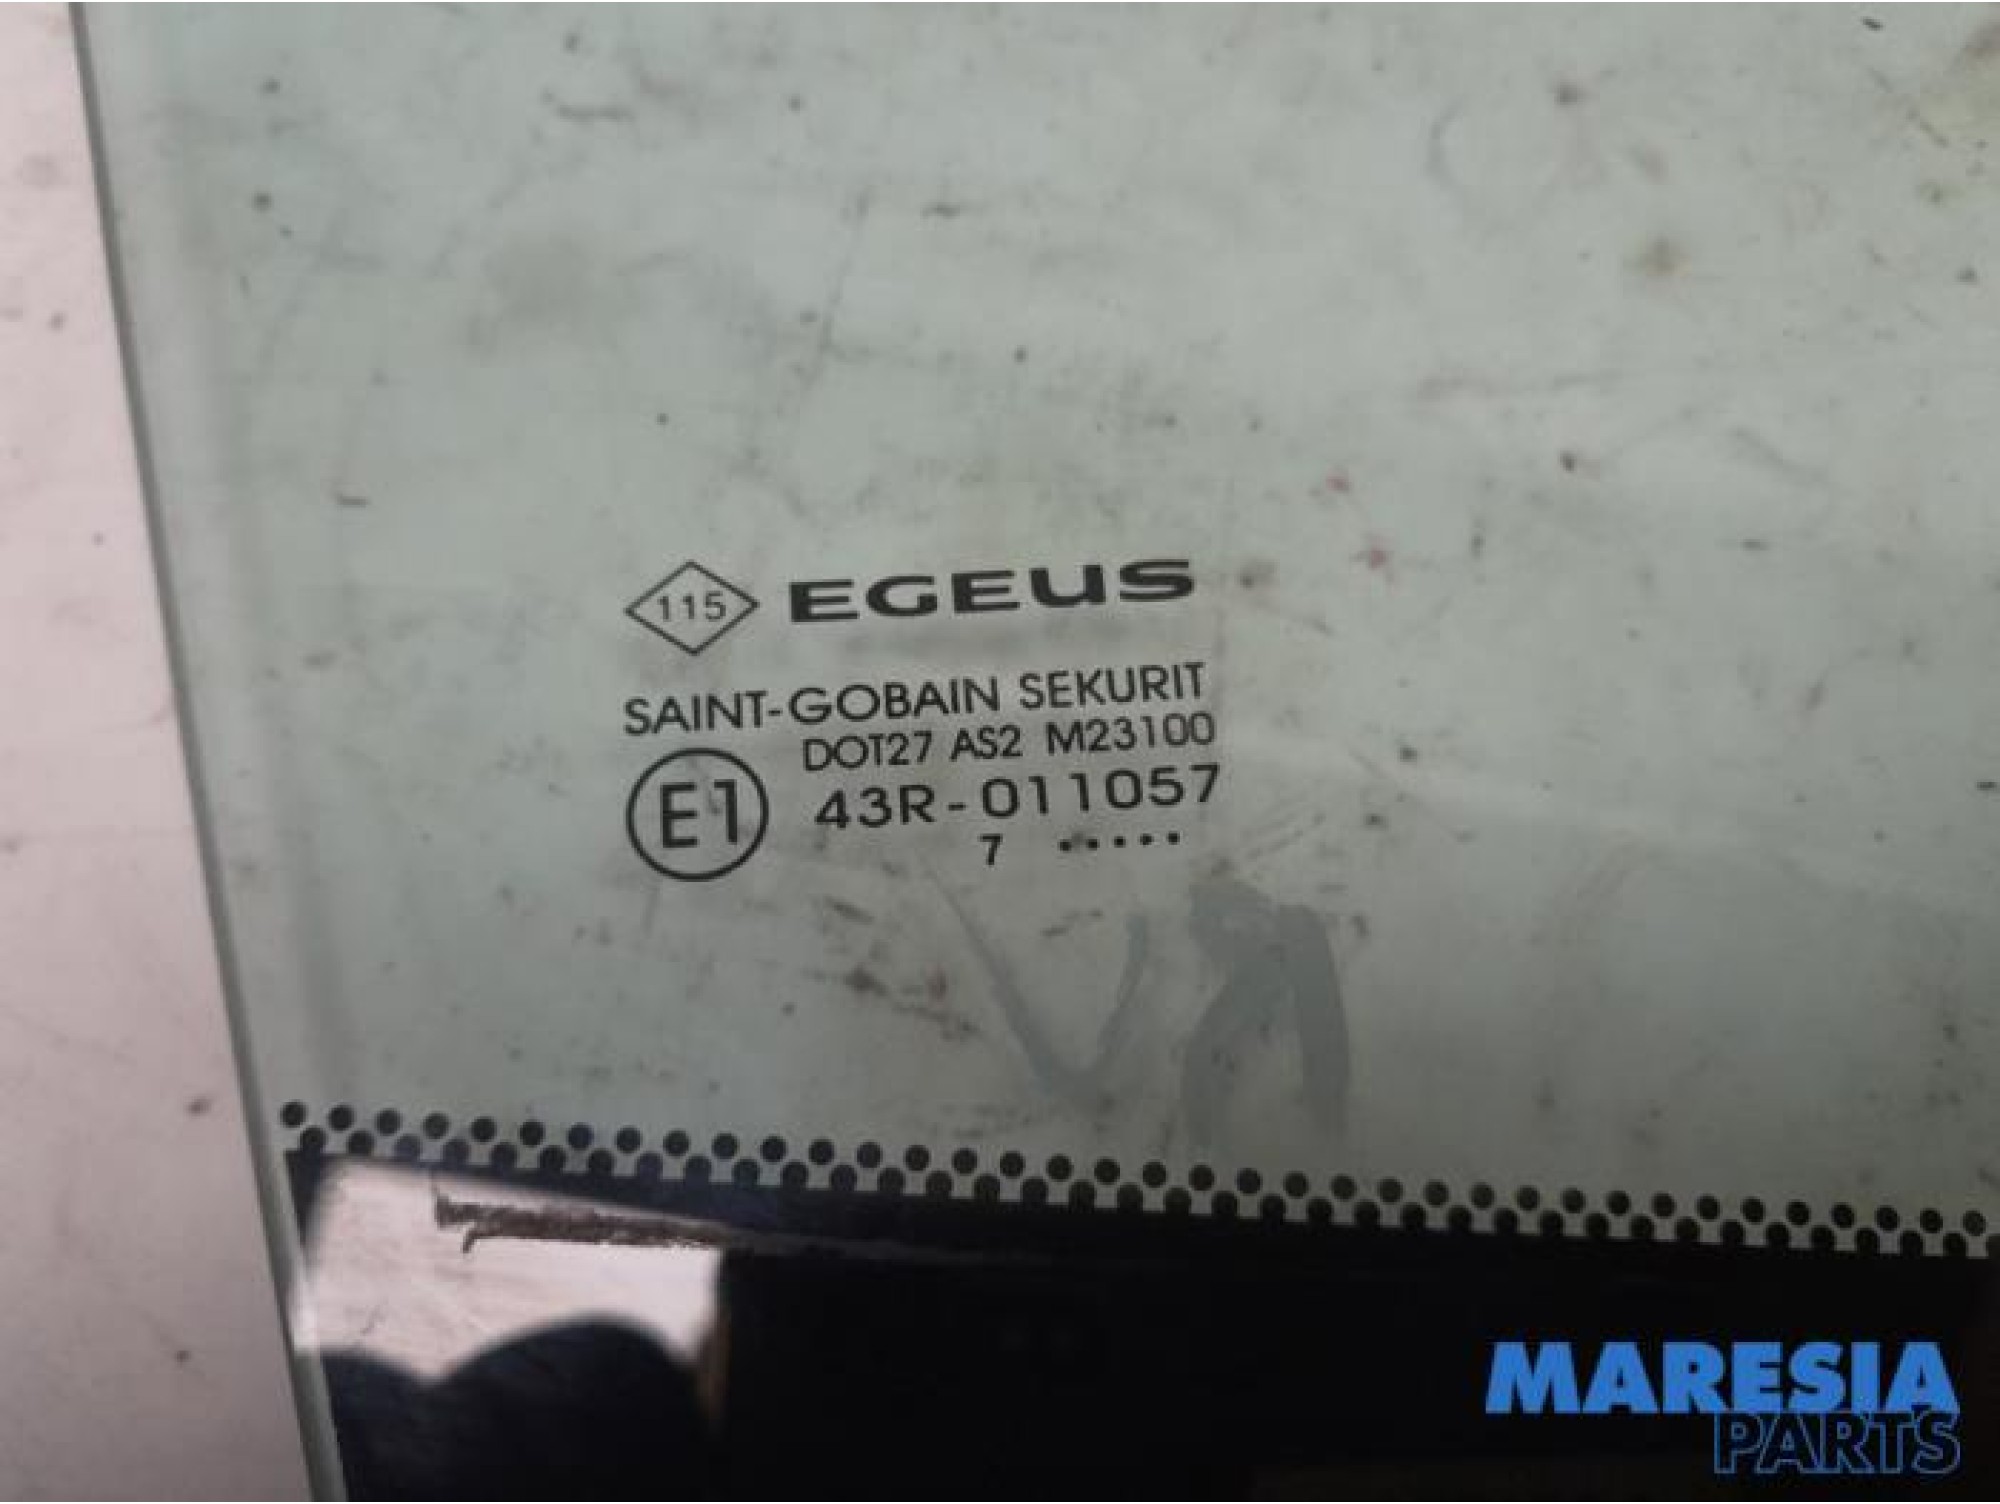 115 EGEUS
SAINT-GOBAIN SEKURIT
DOT27 AS2 M23100
E1 43R-011057
7 .....
MARESIA
PARTS